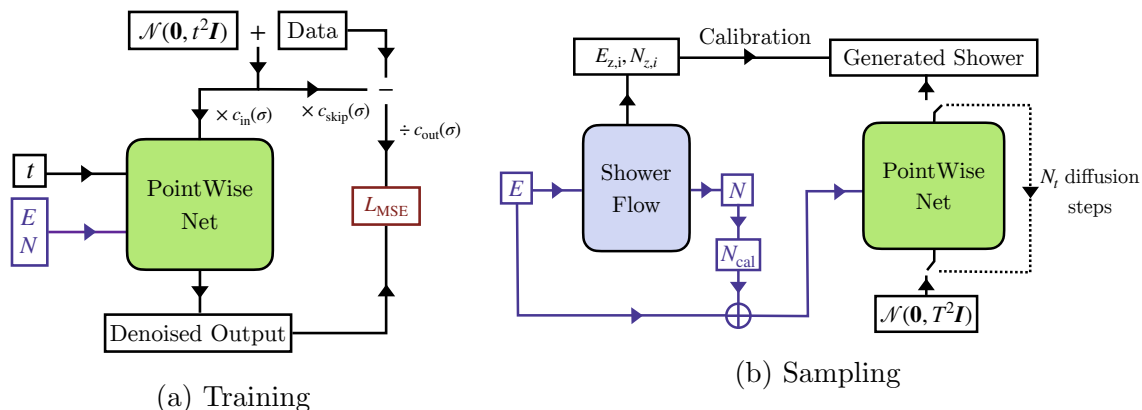 𝒩(𝟎, t²𝑰) + Data
× c_in(σ)
× c_skip(σ)
−
÷ c_out(σ)
t
PointWise
Net
E
N
L_MSE
Denoised Output
(a) Training
E_z,i, N_z,i
Calibration
Generated Shower
E
Shower
Flow
N
N_cal
PointWise
Net
N_t diffusion
steps
𝒩(𝟎, T²𝑰)
(b) Sampling